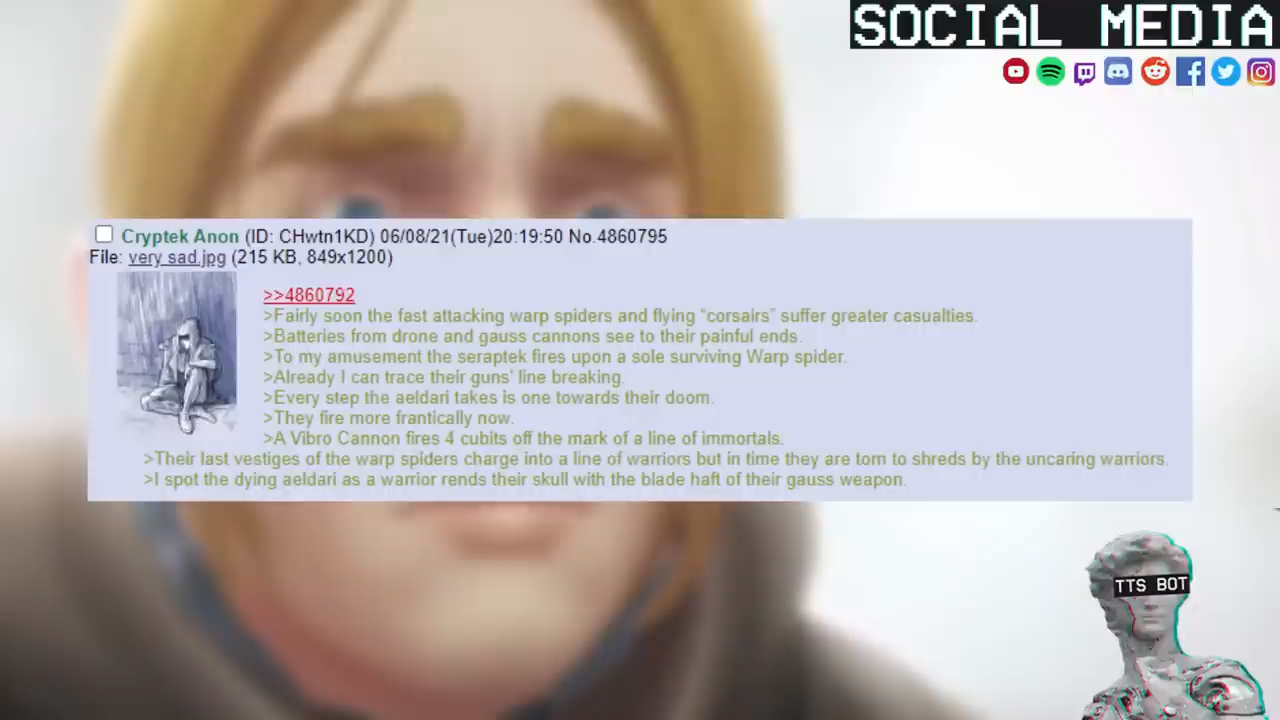 SOCIAL MEDIA
Cryptek Anon (ID: CHwtn1KD) 06/08/21(Tue)20:19:50 No.4860795
File: very sad.jpg (215 KB, 849x1200)
>>4860792
>Fairly soon the fast attacking warp spiders and flying “corsairs” suffer greater casualties.
>Batteries from drone and gauss cannons see to their painful ends.
>To my amusement the seraptek fires upon a sole surviving Warp spider.
>Already I can trace their guns’ line breaking.
>Every step the aeldari takes is one towards their doom.
>They fire more frantically now.
>A Vibro Cannon fires 4 cubits off the mark of a line of immortals.
>Their last vestiges of the warp spiders charge into a line of warriors but in time they are torn to shreds by the uncaring warriors.
>I spot the dying aeldari as a warrior rends their skull with the blade haft of their gauss weapon.
TTS BOT